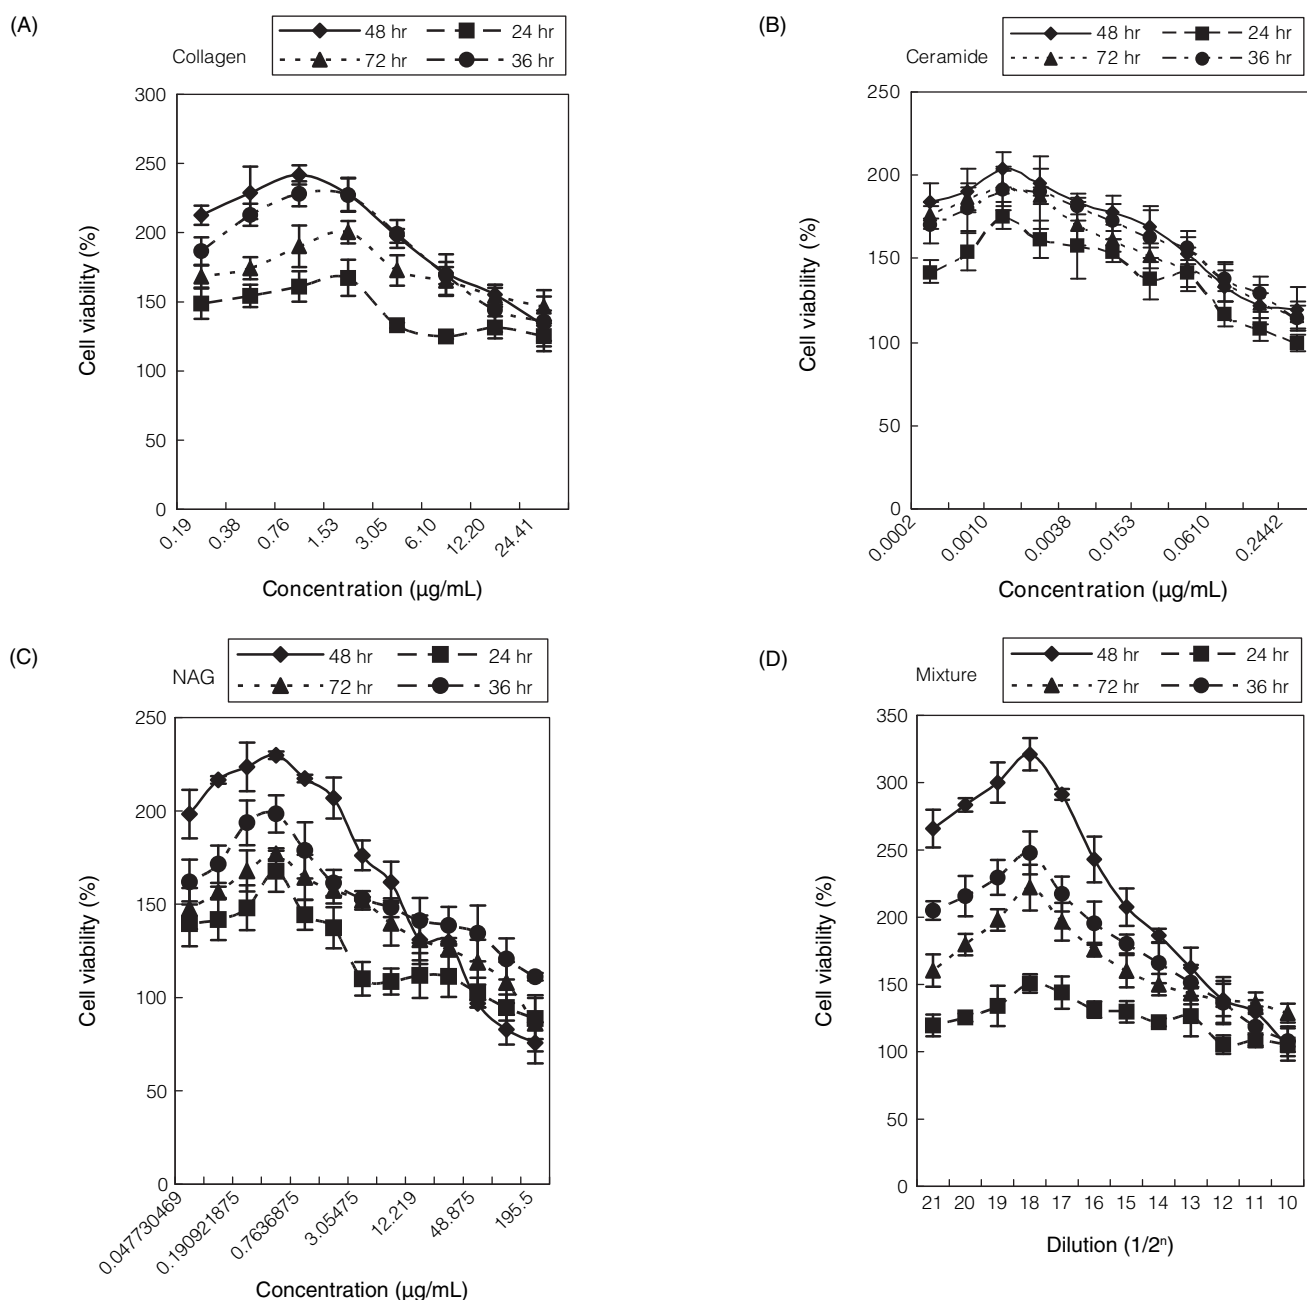 (A)
Collagen
48 hr
24 hr
72 hr
36 hr
300
250
200
150
100
50
0
Cell viability (%)
0.19
0.38
0.76
1.53
3.05
6.10
12.20
24.41
Concentration (µg/mL)
(B)
Ceramide
48 hr
24 hr
72 hr
36 hr
250
200
150
100
50
0
Cell viability (%)
0.0002
0.0010
0.0038
0.0153
0.0610
0.2442
Concentration (µg/mL)
(C)
NAG
48 hr
24 hr
72 hr
36 hr
250
200
150
100
50
0
Cell viability (%)
0.047730469
0.190921875
0.7636875
3.05475
12.219
48.875
195.5
Concentration (µg/mL)
(D)
Mixture
48 hr
24 hr
72 hr
36 hr
350
300
250
200
150
100
50
0
Cell viability (%)
21 20 19 18 17 16 15 14 13 12 11 10
Dilution (1/2ⁿ)